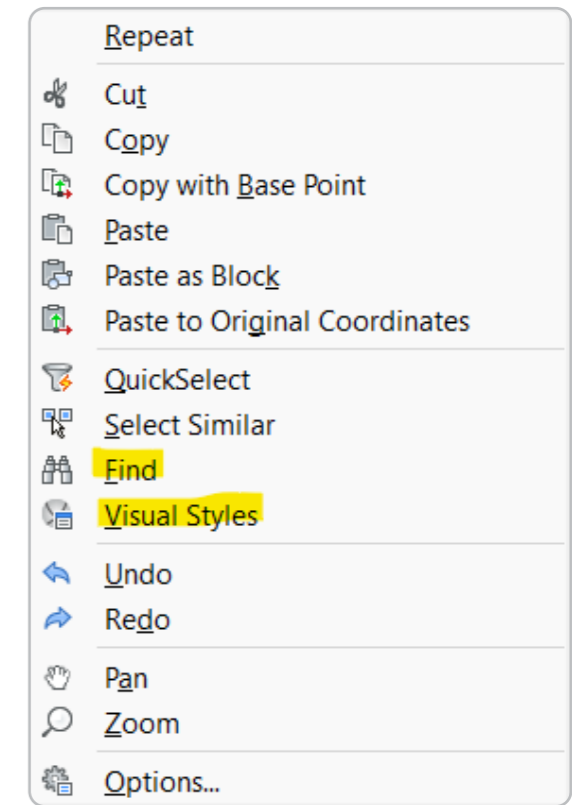 Repeat
Cut
Copy
Copy with Base Point
Paste
Paste as Block
Paste to Original Coordinates
QuickSelect
Select Similar
Find
Visual Styles
Undo
Redo
Pan
Zoom
Options...